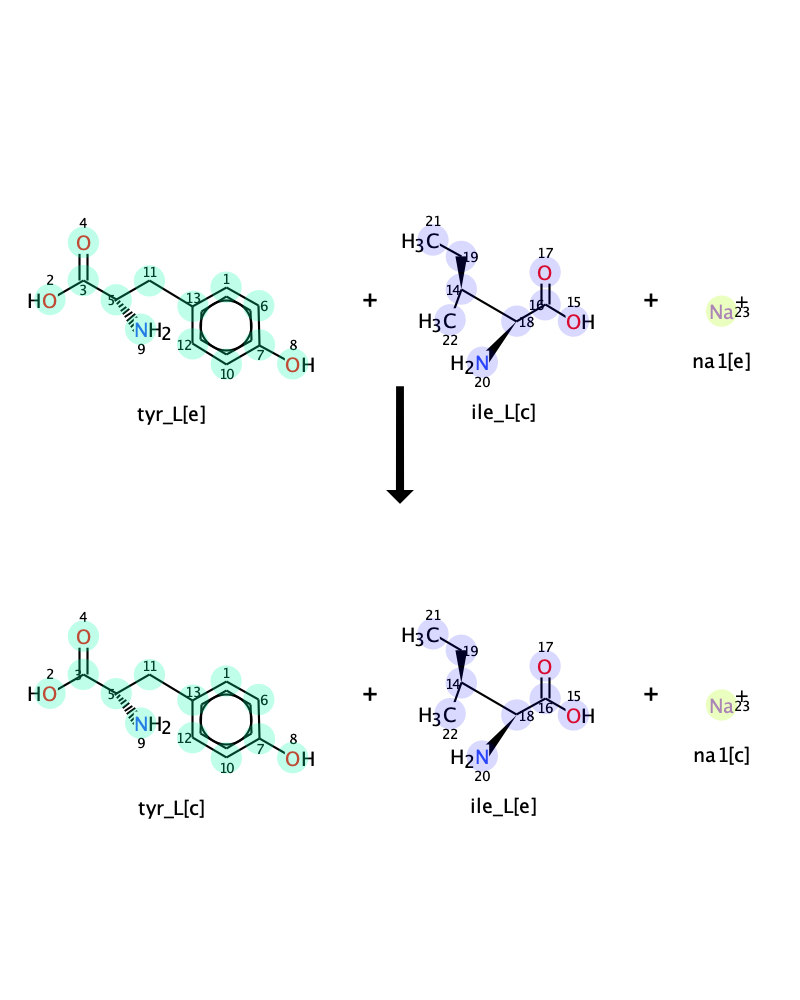 4 O 2 HO 3 5 11 NH2 9 13 1 6 12 10 7 8 OH
+
21 H3C 19 14 H3C 22 18 16 17 O 15 OH H2N 20
+
Na + 23
tyr_L[e]
ile_L[c]
na1[e]
4 O 2 HO 3 5 11 NH2 9 13 1 6 12 10 7 8 OH
+
21 H3C 19 14 H3C 22 18 16 17 O 15 OH H2N 20
+
Na + 23
tyr_L[c]
ile_L[e]
na1[c]